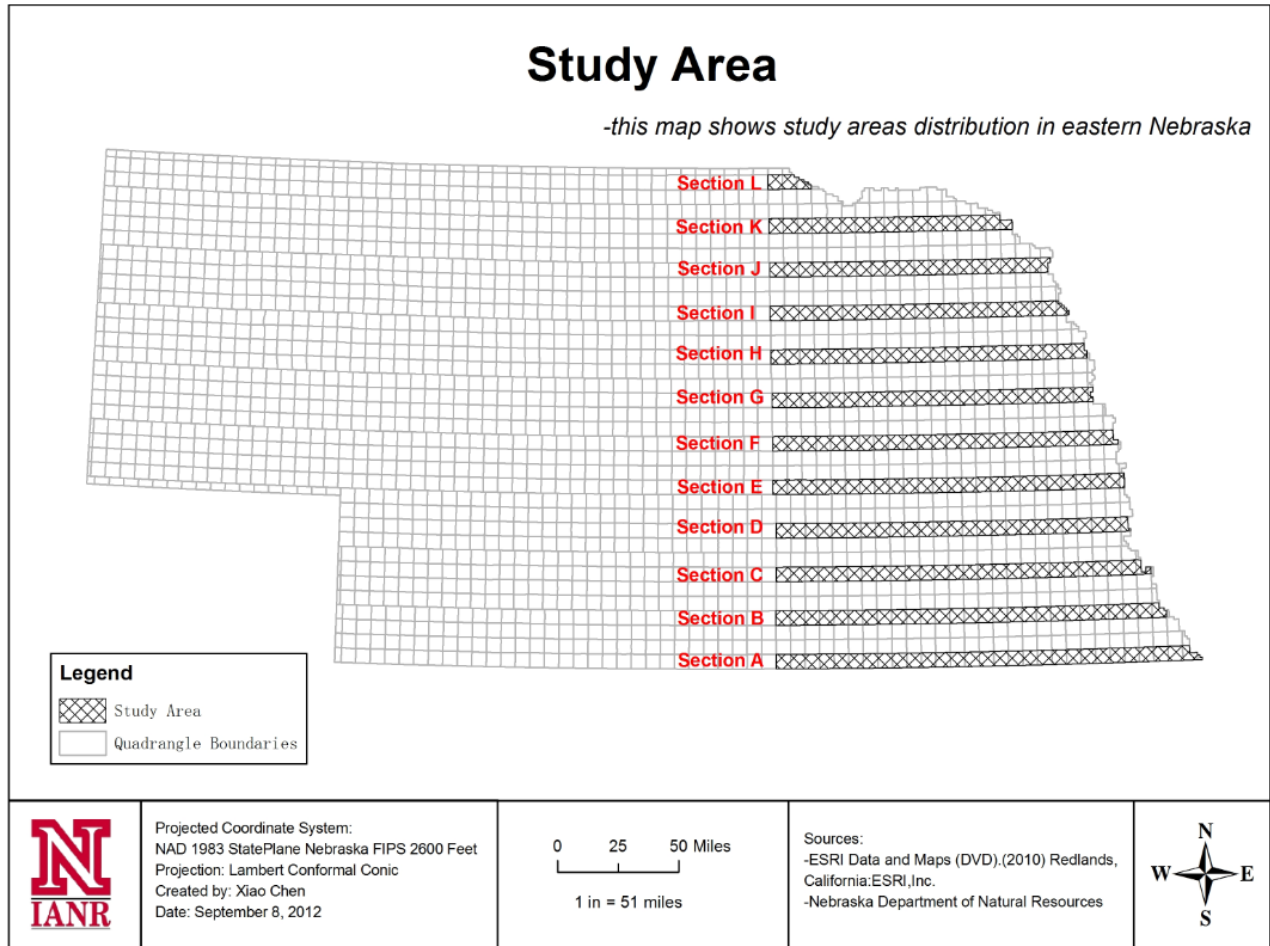 Study Area
-this map shows study areas distribution in eastern Nebraska
Section L
Section K
Section J
Section I
Section H
Section G
Section F
Section E
Section D
Section C
Section B
Section A
Legend
Study Area
Quadrangle Boundaries
N
IANR
Projected Coordinate System:
NAD 1983 StatePlane Nebraska FIPS 2600 Feet
Projection: Lambert Conformal Conic
Created by: Xiao Chen
Date: September 8, 2012
0 25 50 Miles
1 in = 51 miles
Sources:
-ESRI Data and Maps (DVD).(2010) Redlands,
California:ESRI,Inc.
-Nebraska Department of Natural Resources
N
W E
S